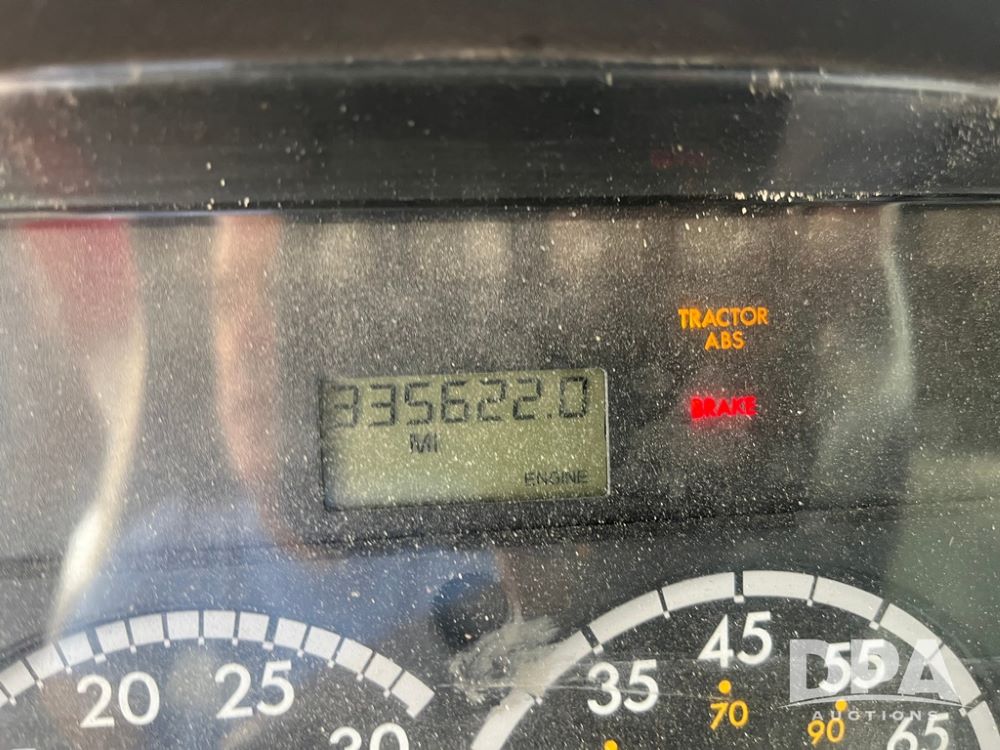 TRACTOR
ABS
335622.0
BRAKE
MI
ENGINE
20
25
30
35
45
55
65
70
90
DPA
AUCTIONS